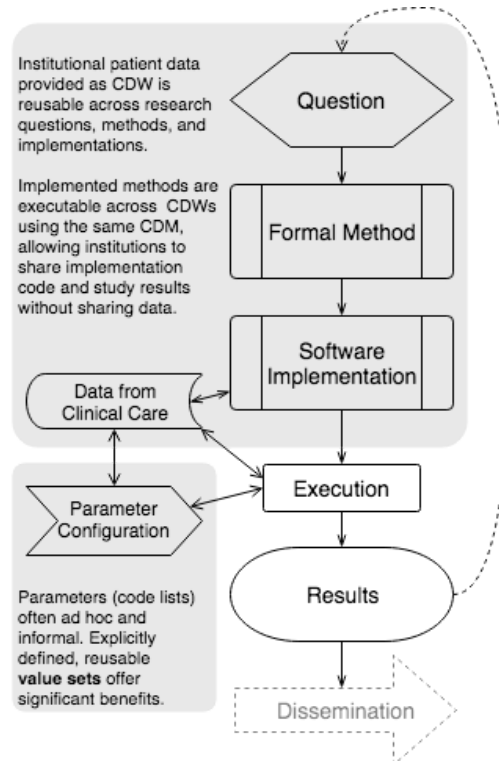 Institutional patient data
provided as CDW is
reusable across research
questions, methods, and
implementations.
Question
Implemented methods are
executable across CDWs
using the same CDM,
allowing institutions to
share implementation
code and study results
without sharing data.
Formal Method
Software
Implementation
Data from
Clinical Care
Execution
Parameter
Configuration
Parameters (code lists)
often ad hoc and
informal. Explicitly
defined, reusable
value sets offer
significant benefits.
Results
Dissemination